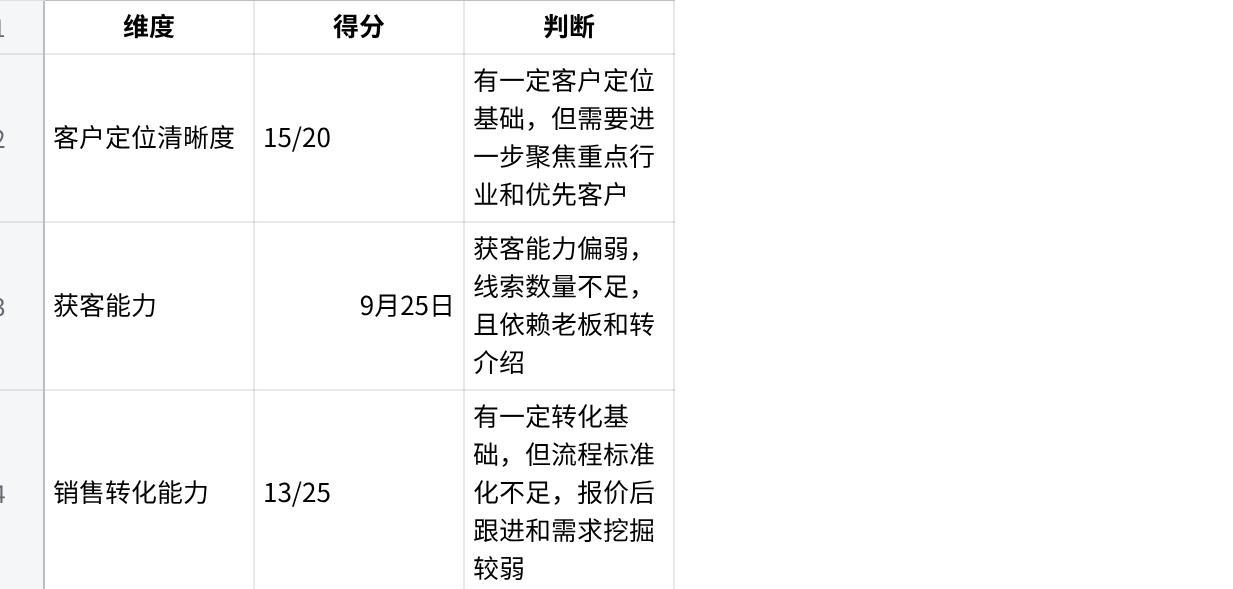 维度 得分 判断
客户定位清晰度 15/20 有一定客户定位
基础，但需要进
一步聚焦重点行
业和优先客户
获客能力 9月25日 获客能力偏弱，
线索数量不足，
且依赖老板和转
介绍
销售转化能力 13/25 有一定转化基
础，但流程标准
化不足，报价后
跟进和需求挖掘
较弱